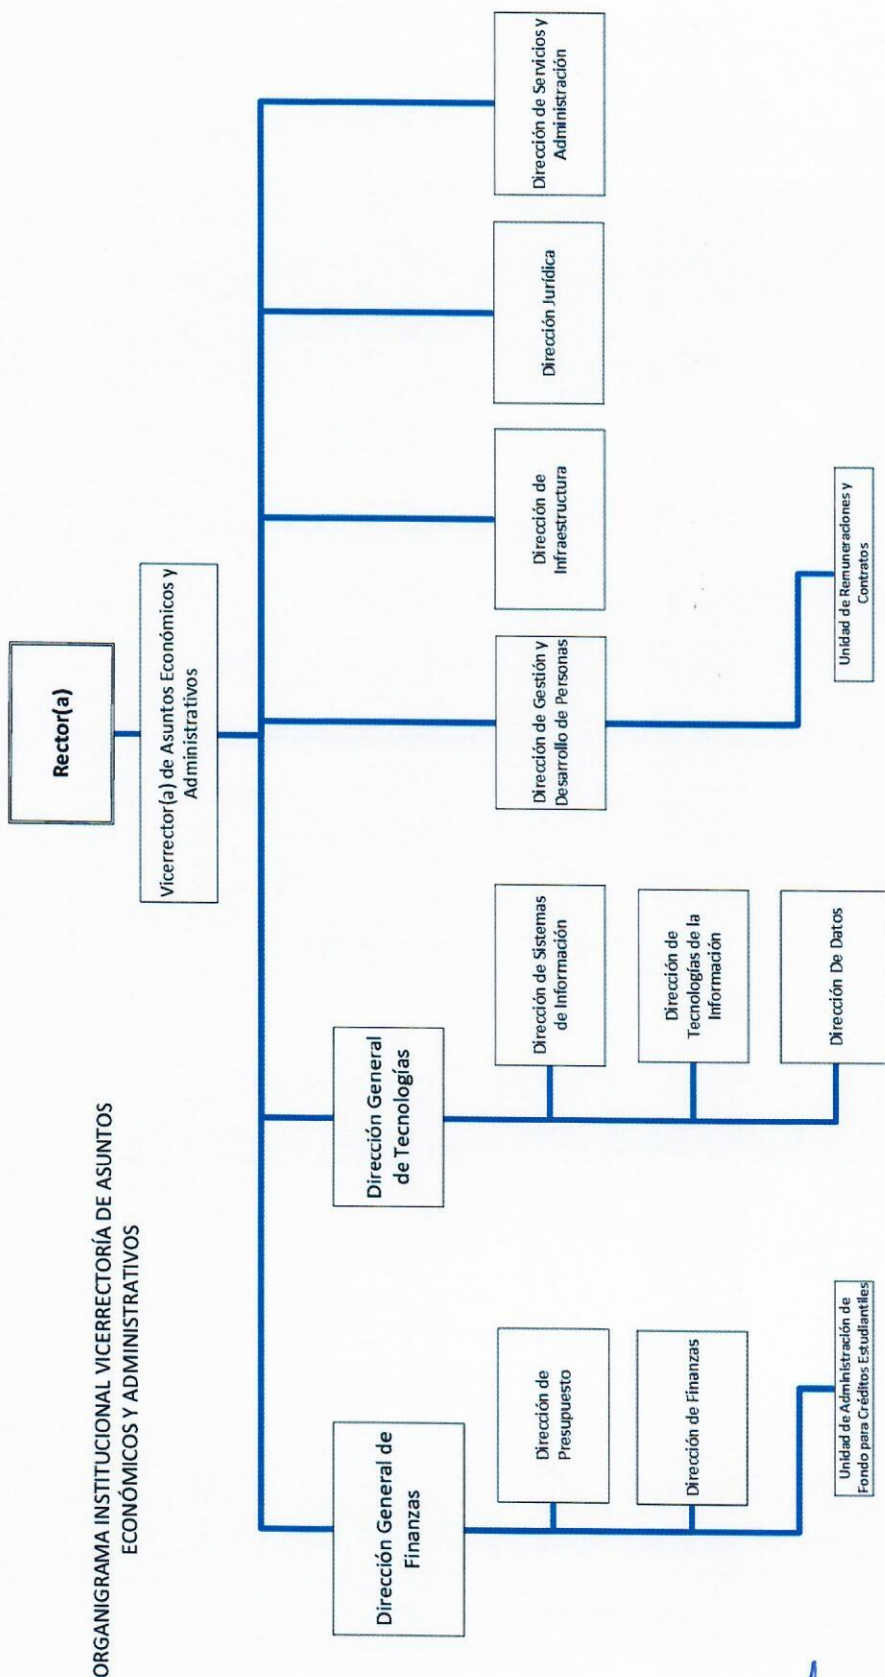 ORGANIGRAMA INSTITUCIONAL VICERRECTORÍA DE ASUNTOS
ECONÓMICOS Y ADMINISTRATIVOS
Rector(a)
Vicerrector(a) de Asuntos Económicos y
Administrativos
Dirección General de
Finanzas
Dirección de
Presupuesto
Dirección de Finanzas
Unidad de Administración de
Fondo para Créditos Estudiantiles
Dirección General
de Tecnologías
Dirección de Sistemas
de Información
Dirección de
Tecnologías de la
Información
Dirección De Datos
Dirección de Gestión y
Desarrollo de Personas
Unidad de Remuneraciones y
Contratos
Dirección de
Infraestructura
Dirección Jurídica
Dirección de Servicios y
Administración